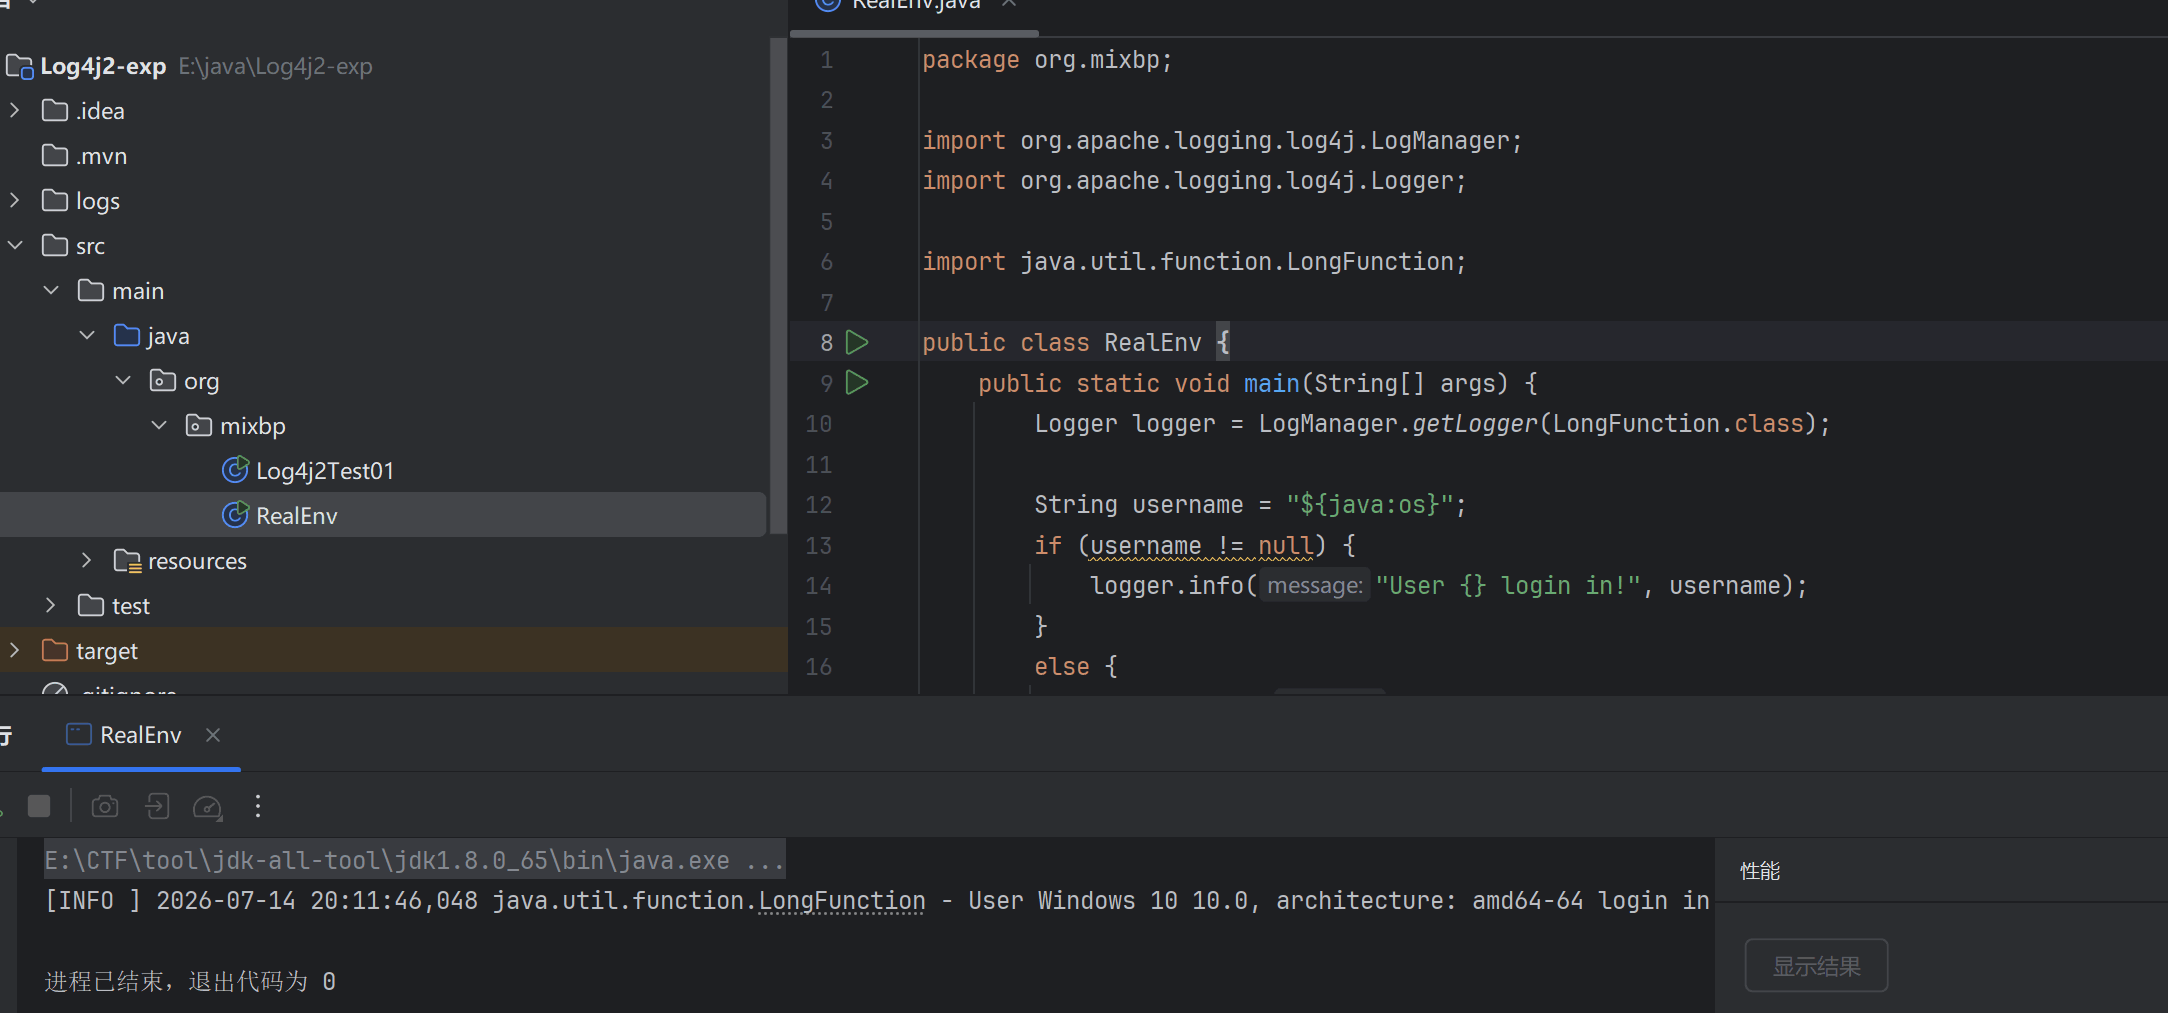 RealEnv.java
Log4j2-exp E:\java\Log4j2-exp
.idea
.mvn
logs
src
main
java
org
mixbp
Log4j2Test01
RealEnv
resources
test
target
.gitignore
1 package org.mixbp;
2
3 import org.apache.logging.log4j.LogManager;
4 import org.apache.logging.log4j.Logger;
5
6 import java.util.function.LongFunction;
7
8 public class RealEnv {
9 public static void main(String[] args) {
10 Logger logger = LogManager.getLogger(LongFunction.class);
11
12 String username = "${java:os}";
13 if (username != null) {
14 logger.info( message: "User {} login in!", username);
15 }
16 else {
行 RealEnv
E:\CTF\tool\jdk-all-tool\jdk1.8.0_65\bin\java.exe ...
[INFO ] 2026-07-14 20:11:46,048 java.util.function.LongFunction - User Windows 10 10.0, architecture: amd64-64 login in
进程已结束，退出代码为 0
性能
显示结果